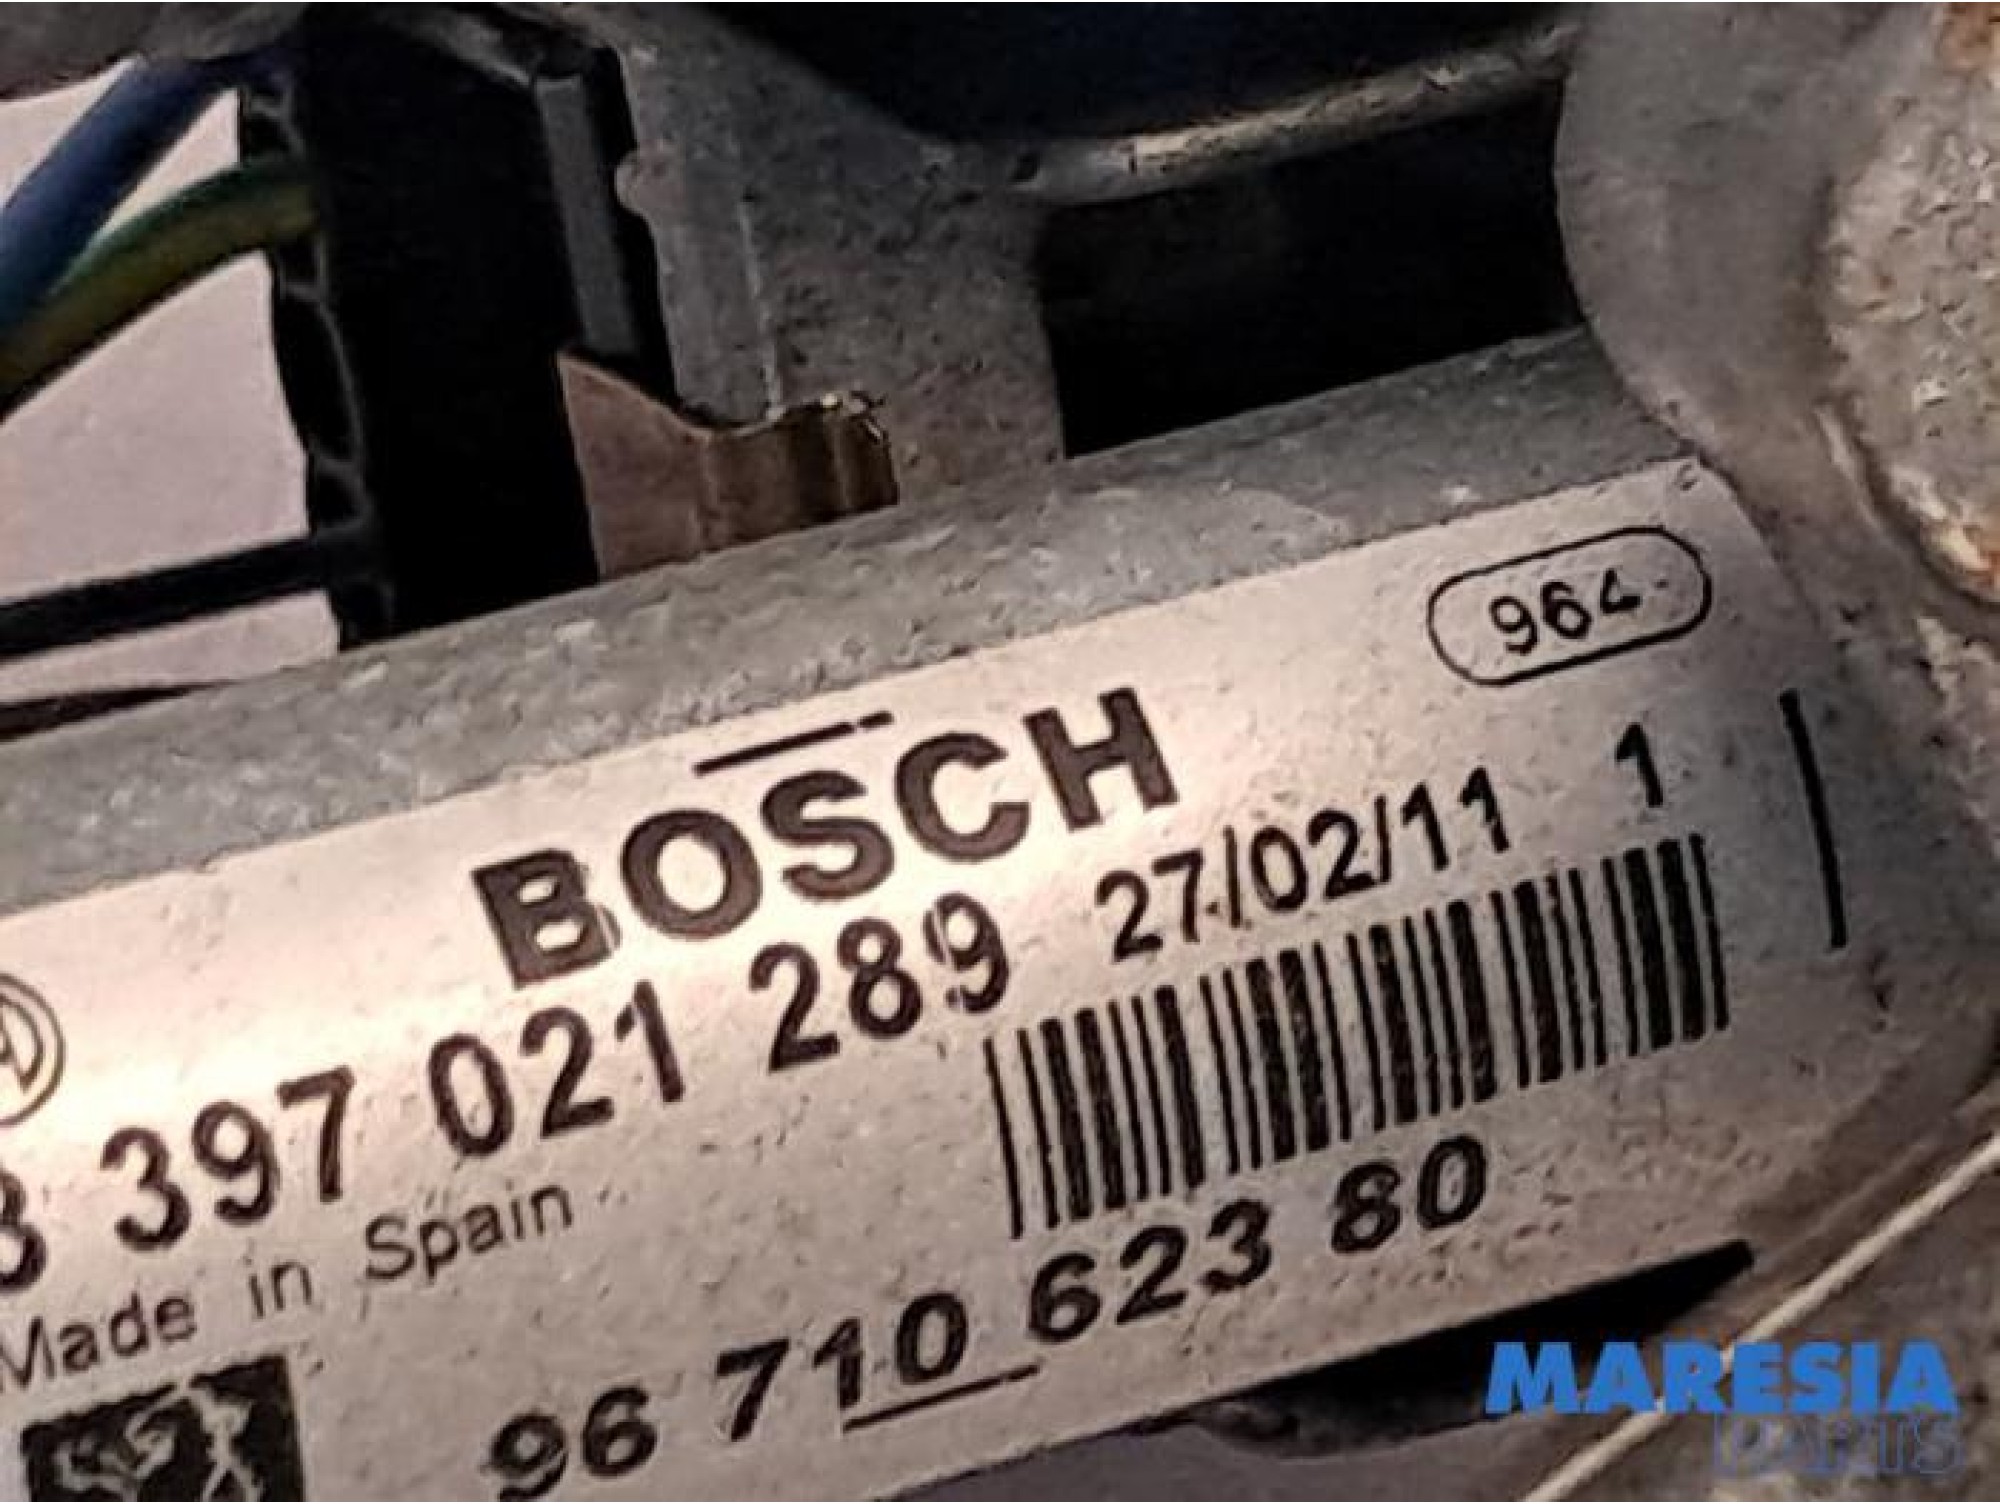 964
BOSCH
3 397 021 289 27/02/11 1
Made in Spain
96 710 623 80
MARESIA
PARTS